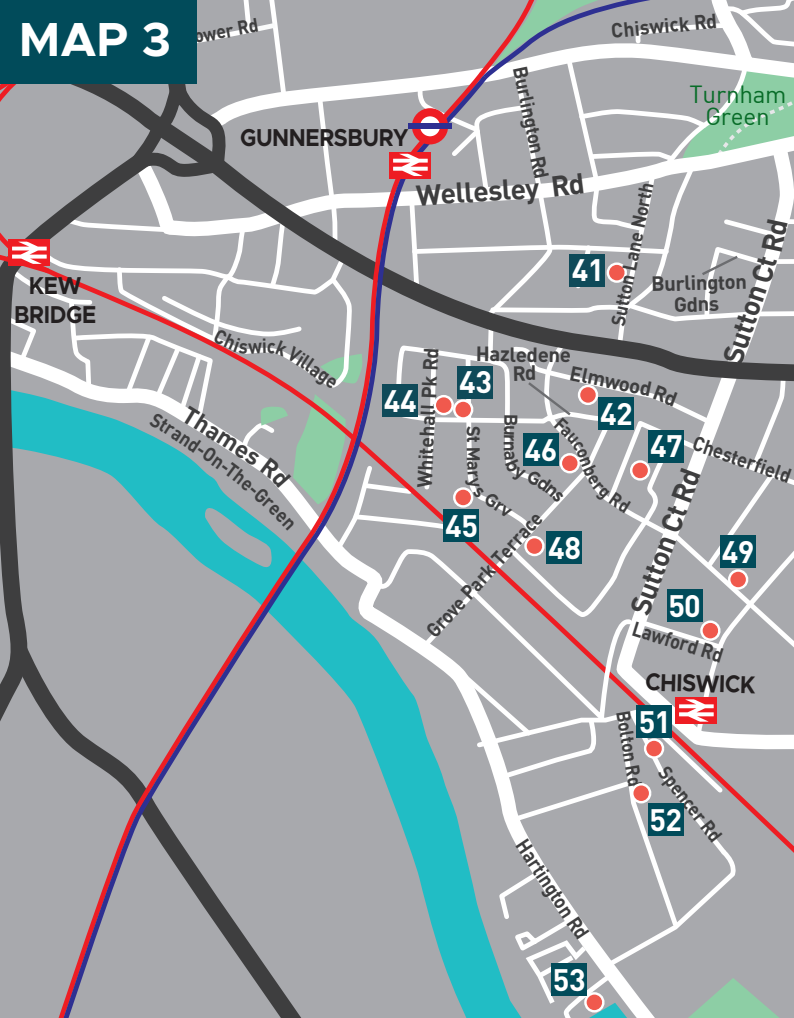 MAP 3
ower Rd
Chiswick Rd
Turnham
Green
Burlington Rd
GUNNERSBURY
Wellesley Rd
Sutton Lane North
Sutton Ct Rd
41
Burlington
Gdns
KEW
BRIDGE
Chiswick Village
Hazledene
Rd
Elmwood Rd
44
43
42
Whitehall Pk Rd
St Mary's Grv
Burnaby Gdns
46
Fauconberg Rd
47
Chesterfield
Thames Rd
Strand-On-The-Green
45
48
Sutton Ct Rd
49
Grove Park Terrace
50
Lawford Rd
CHISWICK
51
Bolton Rd
Spencer Rd
52
Hartington Rd
53